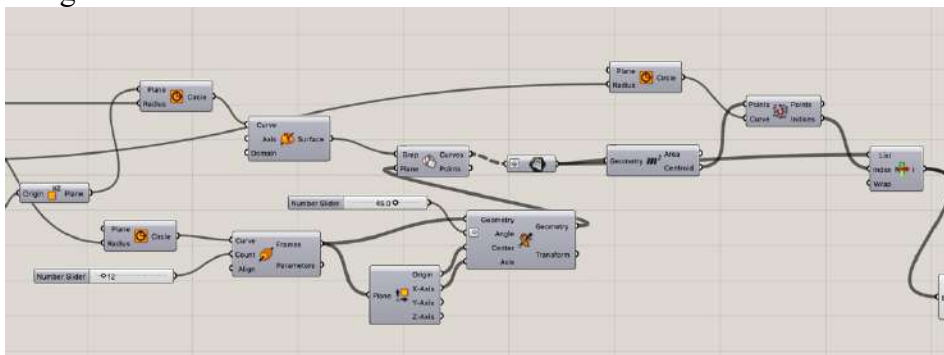 Plane
Radius
Circle
Plane
Radius
Circle
Curve
Axis
Domain
Surface
Brep
Plane
Curves
Points
Geometry
m²
Area
Centroid
Points
Curve
Points
Indices
List
Index
Wrap
i
Origin
XZ
Plane
Number Slider
45.0
Plane
Radius
Circle
Curve
Count
Align
Frames
Parameters
Number Slider
12
Geometry
Angle
Center
Axis
Geometry
Transform
Plane
Origin
X-Axis
Y-Axis
Z-Axis